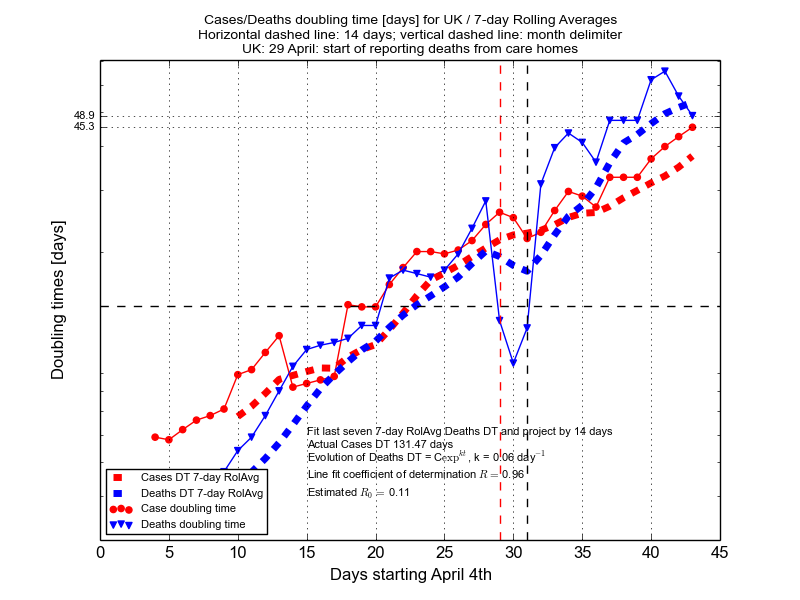 Cases/Deaths doubling time [days] for UK / 7-day Rolling Averages
Horizontal dashed line: 14 days; vertical dashed line: month delimiter
UK: 29 April: start of reporting deaths from care homes
48.9
45.3
Doubling times [days]
Fit last seven 7-day RolAvg Deaths DT and project by 14 days
Actual Cases DT 131.47 days
Evolution of Deaths DT = Cexp^{kt}, k = 0.06 day^{-1}
Line fit coefficient of determination R = 0.96
Estimated R_0 = 0.11
Cases DT 7-day RolAvg
Deaths DT 7-day RolAvg
Case doubling time
Deaths doubling time
0 5 10 15 20 25 30 35 40 45
Days starting April 4th